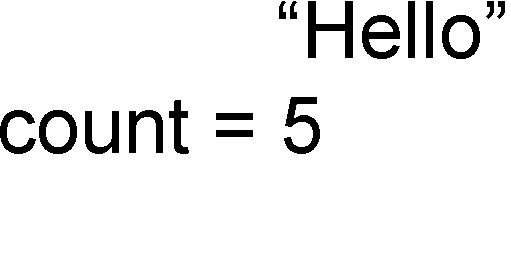 “Hello”
count = 5